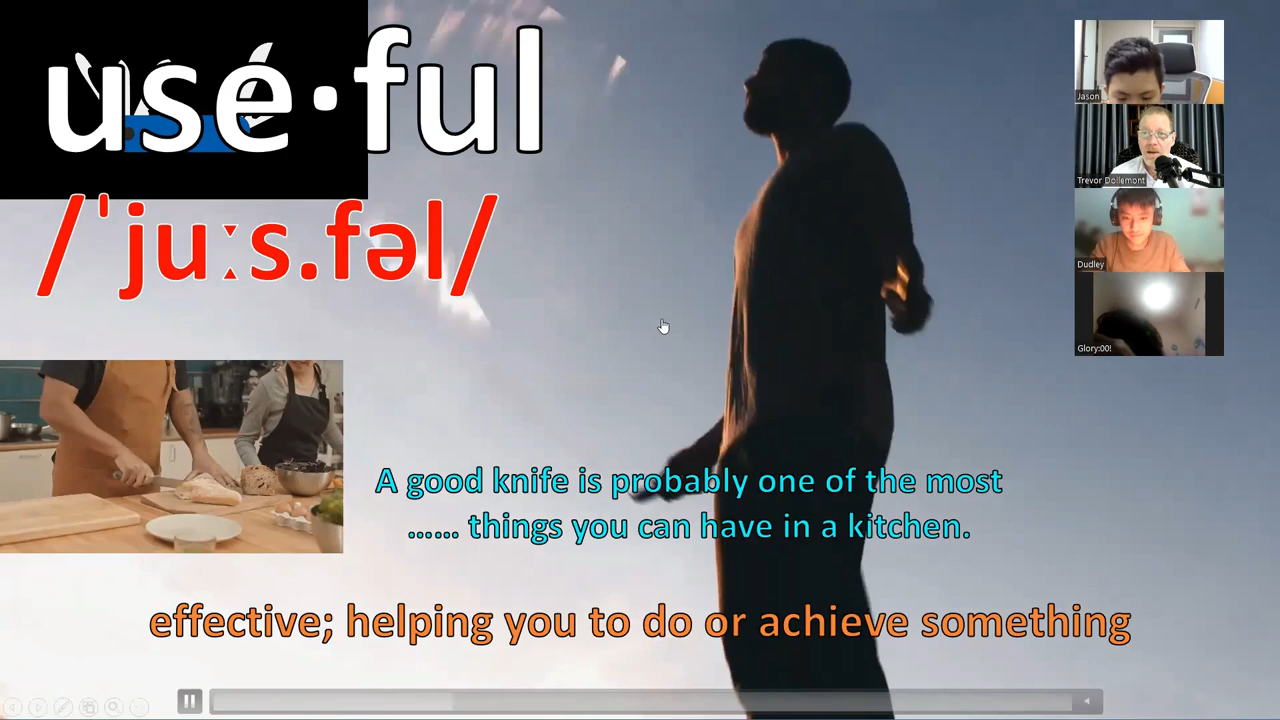 use·ful
/ˈjuːs.fəl/
Jason
Trevor Dollemont
Dudley
Glory:00!
A good knife is probably one of the most
…… things you can have in a kitchen.
effective; helping you to do or achieve something